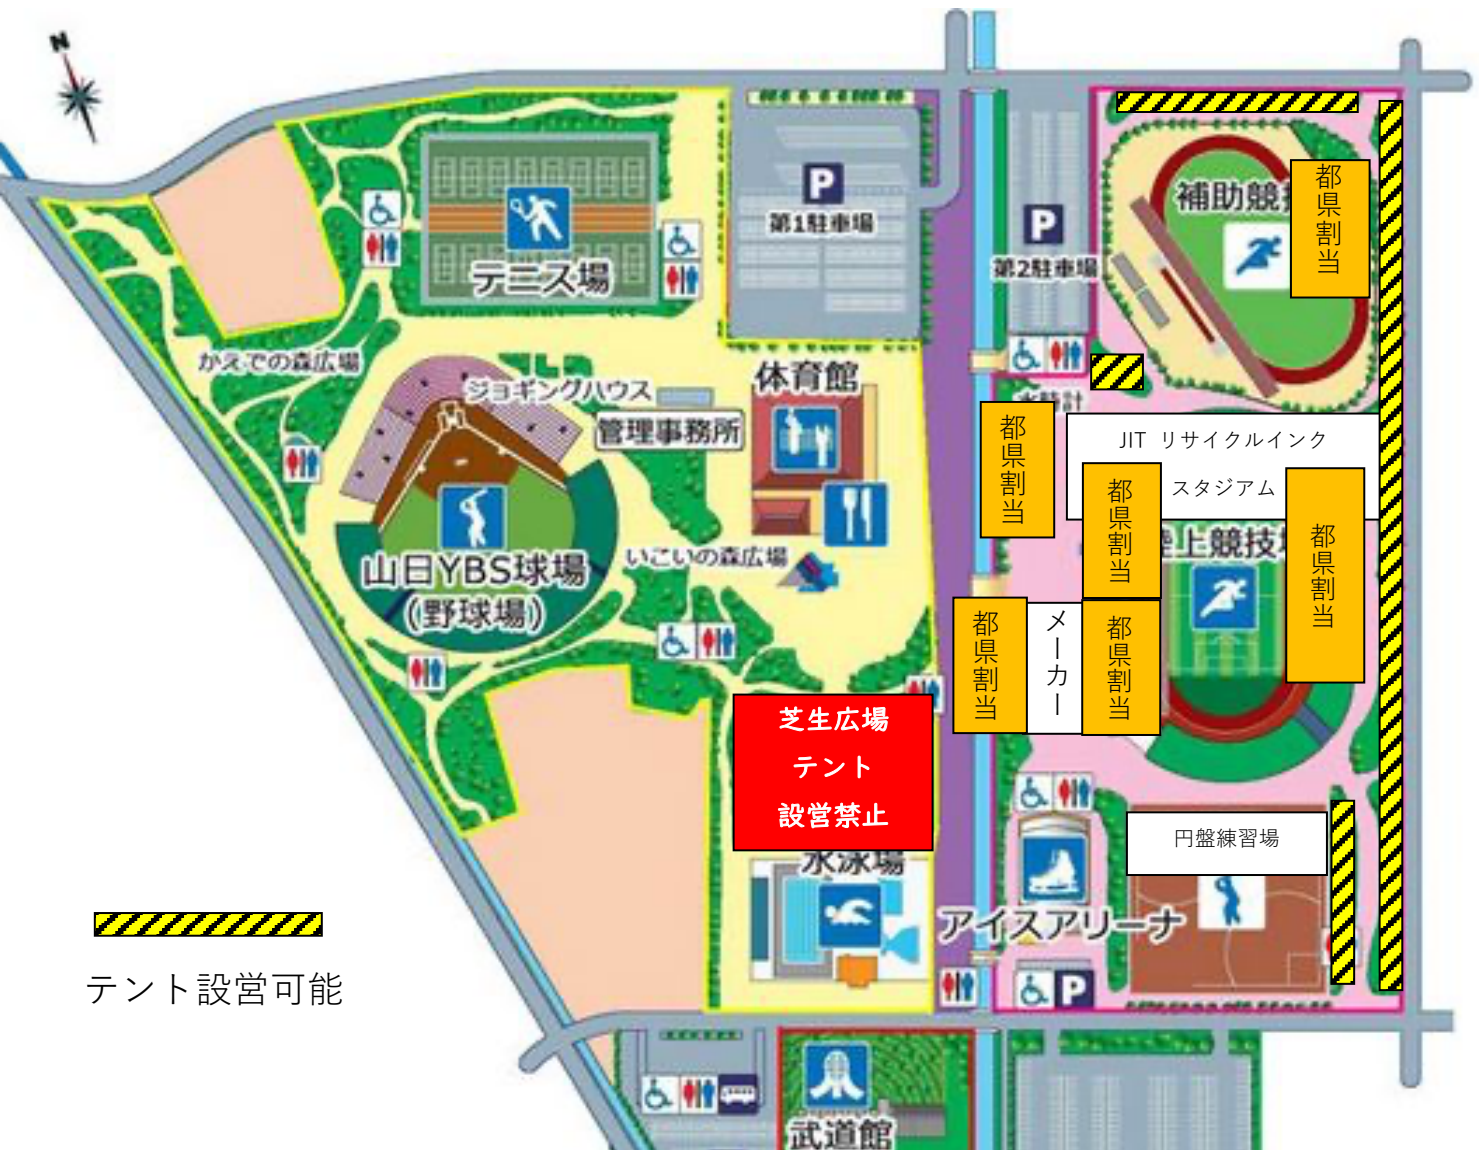 N
P
第1駐車場
P
第2駐車場
補助競技
都県割当
テニス場
かえでの森広場
ジョギングハウス
管理事務所
体育館
都県割当
JIT リサイクルインク
スタジアム
都県割当
陸上競技場
都県割当
山日YBS球場
(野球場)
いこいの森広場
都県割当
メーカー
都県割当
芝生広場
テント
設営禁止
水泳場
円盤練習場
アイスアリーナ
P
テント設営可能
武道館